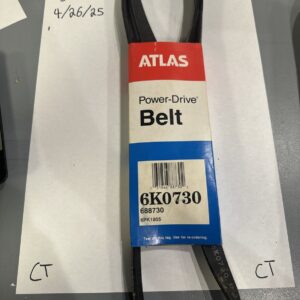 4/26/25
ATLAS
Power-Drive®
Belt
6K0730
688730
6PK1855
CT CT